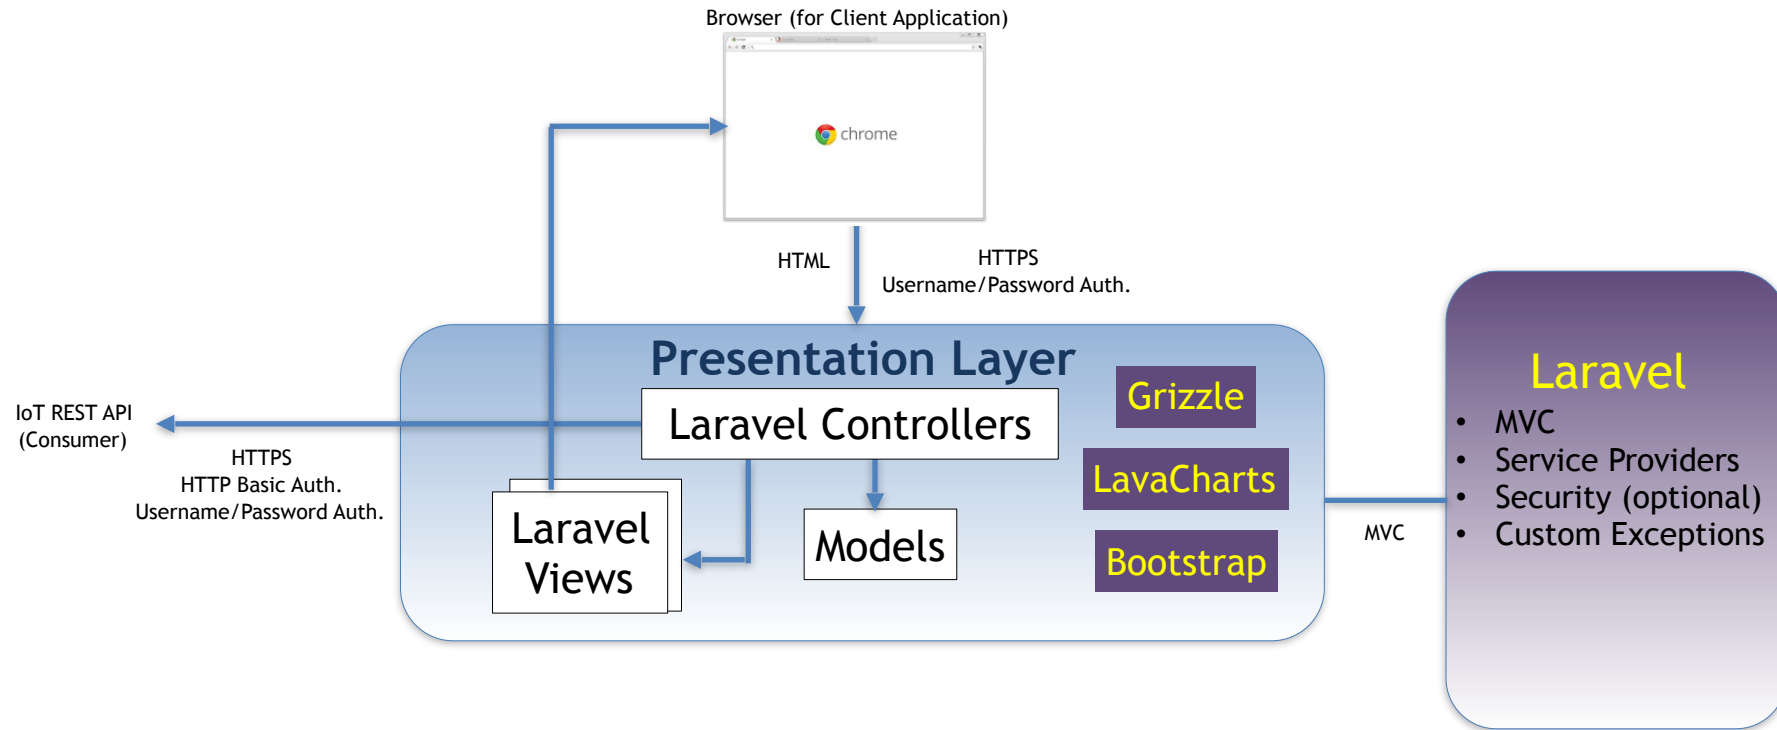 Browser (for Client Application)
chrome
HTML
HTTPS
Username/Password Auth.
Presentation Layer
Laravel Controllers
Grizzle
LavaCharts
Bootstrap
Laravel
Views
Models
IoT REST API
(Consumer)
HTTPS
HTTP Basic Auth.
Username/Password Auth.
MVC
Laravel
• MVC
• Service Providers
• Security (optional)
• Custom Exceptions